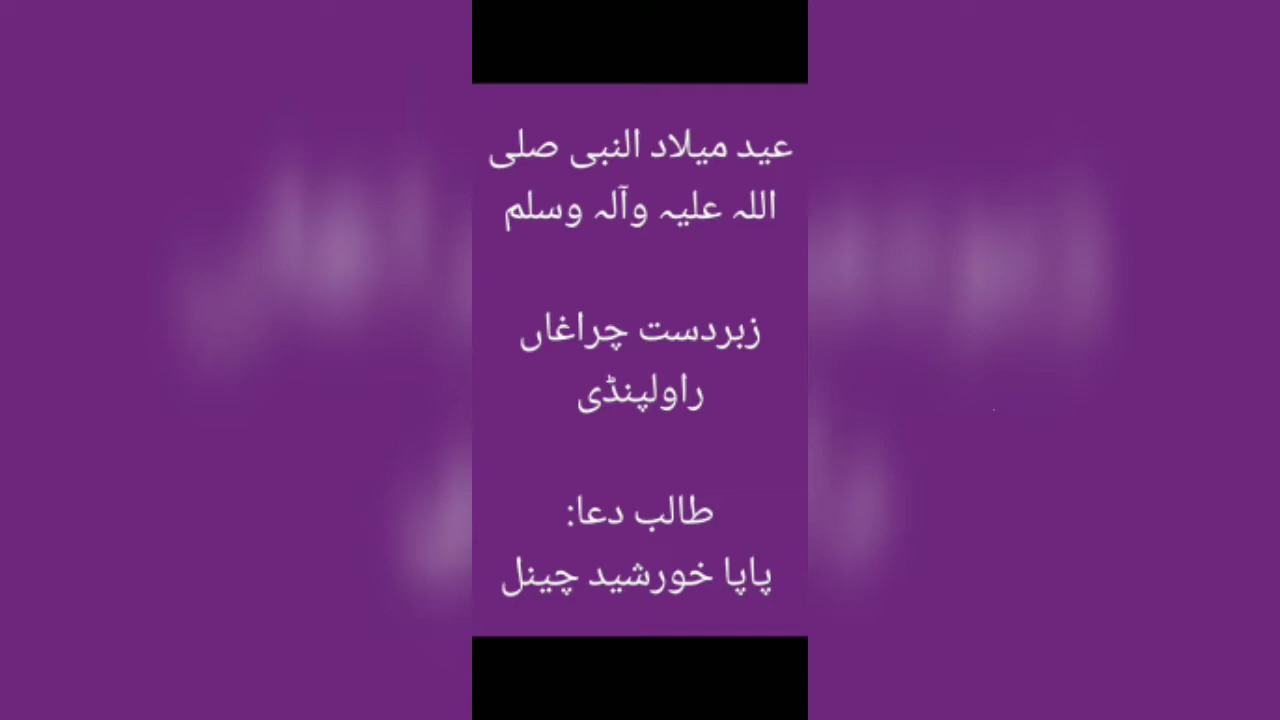 عید میلاد النبی صلی
اللہ علیہ وآلہ وسلم
زبردست چراغاں
راولپنڈی
طالب دعا:
پاپا خورشید چینل